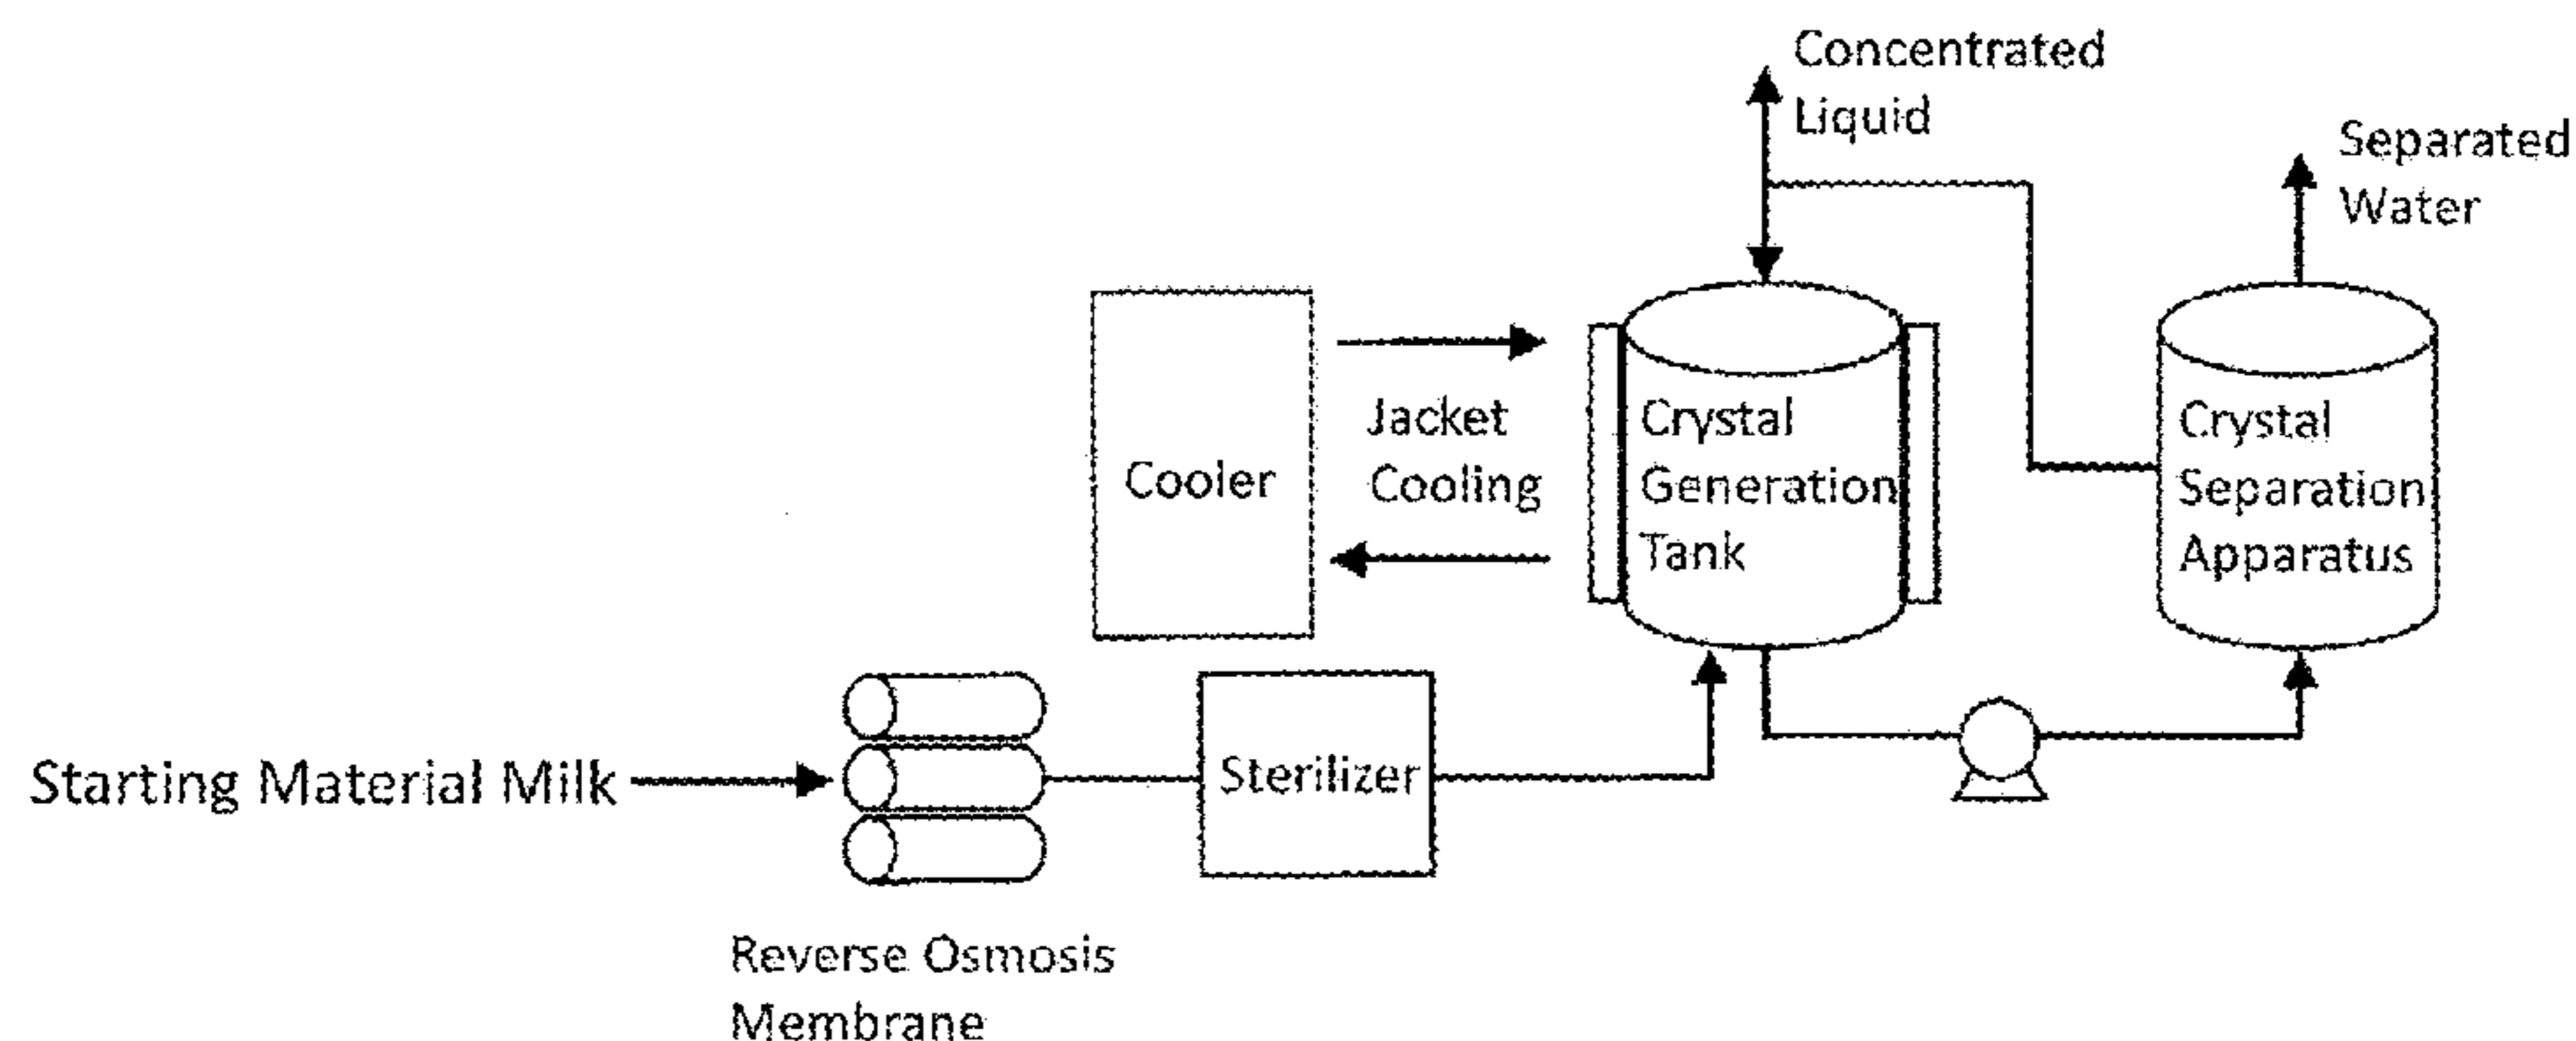 Concentrated
Liquid
Separated
Water
Cooler
Jacket
Cooling
Crystal
Generation
Tank
Crystal
Separation
Apparatus
Starting Material Milk
Sterilizer
Reverse Osmosis
Membrane